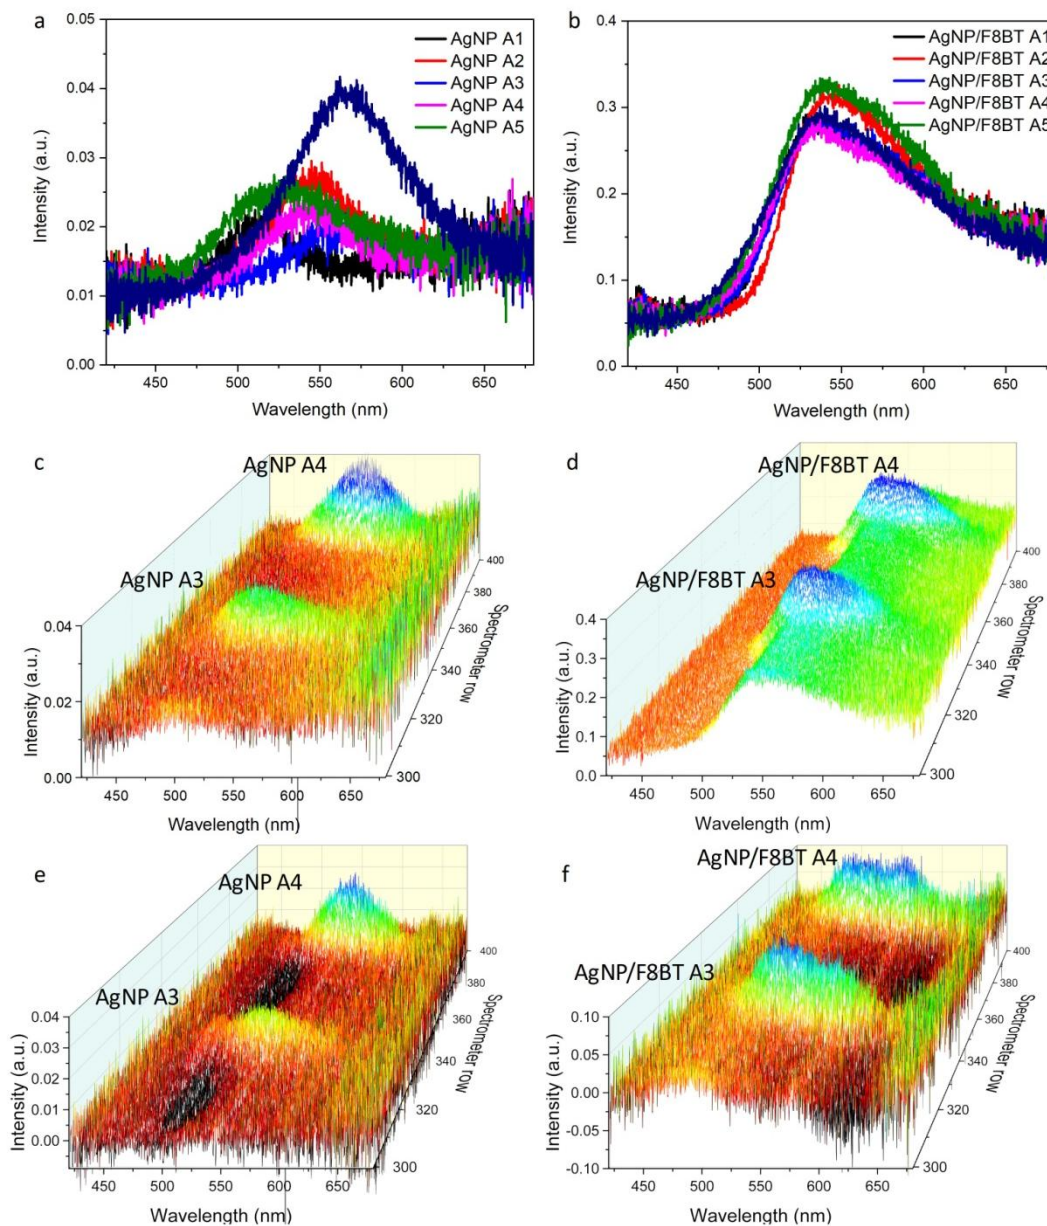 a
0.05
0.04
0.03
0.02
0.01
0.00
Intensity (a.u.)
AgNP A1
AgNP A2
AgNP A3
AgNP A4
AgNP A5
450 500 550 600 650
Wavelength (nm)
b
0.4
0.3
0.2
0.1
0.0
Intensity (a.u.)
AgNP/F8BT A1
AgNP/F8BT A2
AgNP/F8BT A3
AgNP/F8BT A4
AgNP/F8BT A5
450 500 550 600 650
Wavelength (nm)
c
AgNP A4
AgNP A3
0.04
0.02
0.00
Intensity (a.u.)
450 500 550 600 650
Wavelength (nm)
400
380
360
340
320
300
Spectrometer row
d
AgNP/F8BT A4
AgNP/F8BT A3
0.4
0.3
0.2
0.1
0.0
Intensity (a.u.)
450 500 550 600 650
Wavelength (nm)
400
380
360
340
320
300
Spectrometer row
e
AgNP A4
AgNP A3
0.04
0.03
0.02
0.01
0.00
Intensity (a.u.)
450 500 550 600 650
Wavelength (nm)
400
380
360
340
320
300
Spectrometer row
f
AgNP/F8BT A4
AgNP/F8BT A3
0.10
0.05
0.00
-0.05
-0.10
Intensity (a.u.)
450 500 550 600 650
Wavelength (nm)
400
380
360
340
320
300
Spectrometer row